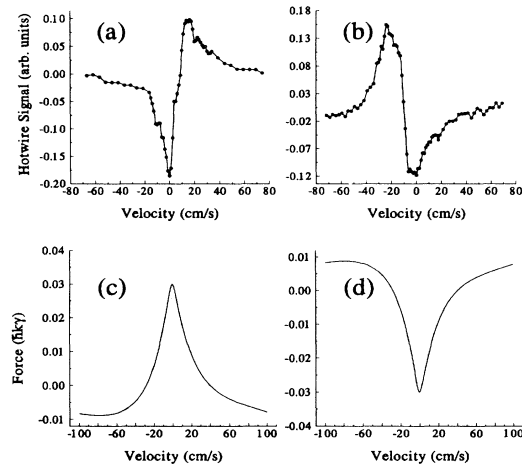 (a)
0.10
0.05
0.00
-0.05
-0.10
-0.15
-0.20
-80 -60 -40 -20 0 20 40 60 80
Velocity (cm/s)
Hotwire Signal (arb. units)
(b)
0.18
0.13
0.08
0.03
-0.02
-0.07
-0.12
-80 -60 -40 -20 0 20 40 60 80
Velocity (cm/s)
(c)
0.04
0.03
0.02
0.01
0.00
-0.01
-100 -60 -20 20 60 100
Velocity (cm/s)
Force (ħkγ)
(d)
0.01
0.00
-0.01
-0.02
-0.03
-0.04
-100 -60 -20 20 60 100
Velocity (cm/s)